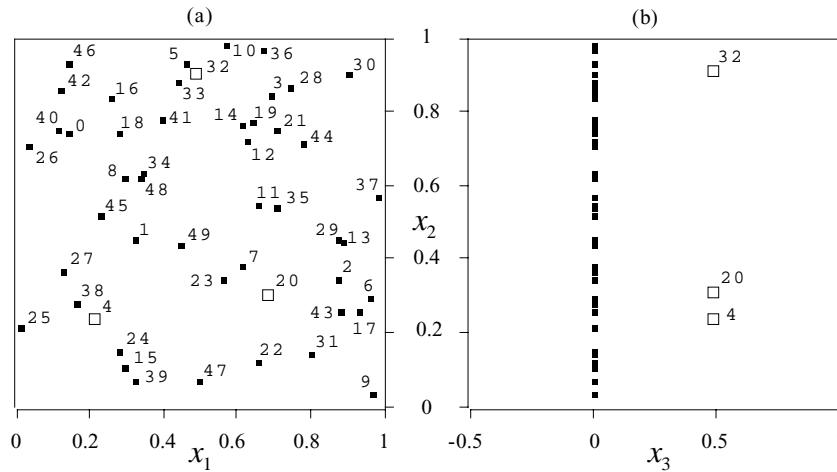 (a) (b)
46 5 10 36 1
32 32
42 16 33 3 28 30
40 0 18 41 14 19 21 44 0.8
26 12
8 34 48 37
45 11 35 0.6
1 49 29 13 x2
27 7 2 0.4
38 4 23 20 6 20
25 43 17 4
24 31 0.2
15 22
39 47 9
0
0 0.2 0.4 0.6 0.8 1 -0.5 0 0.5
x1 x3